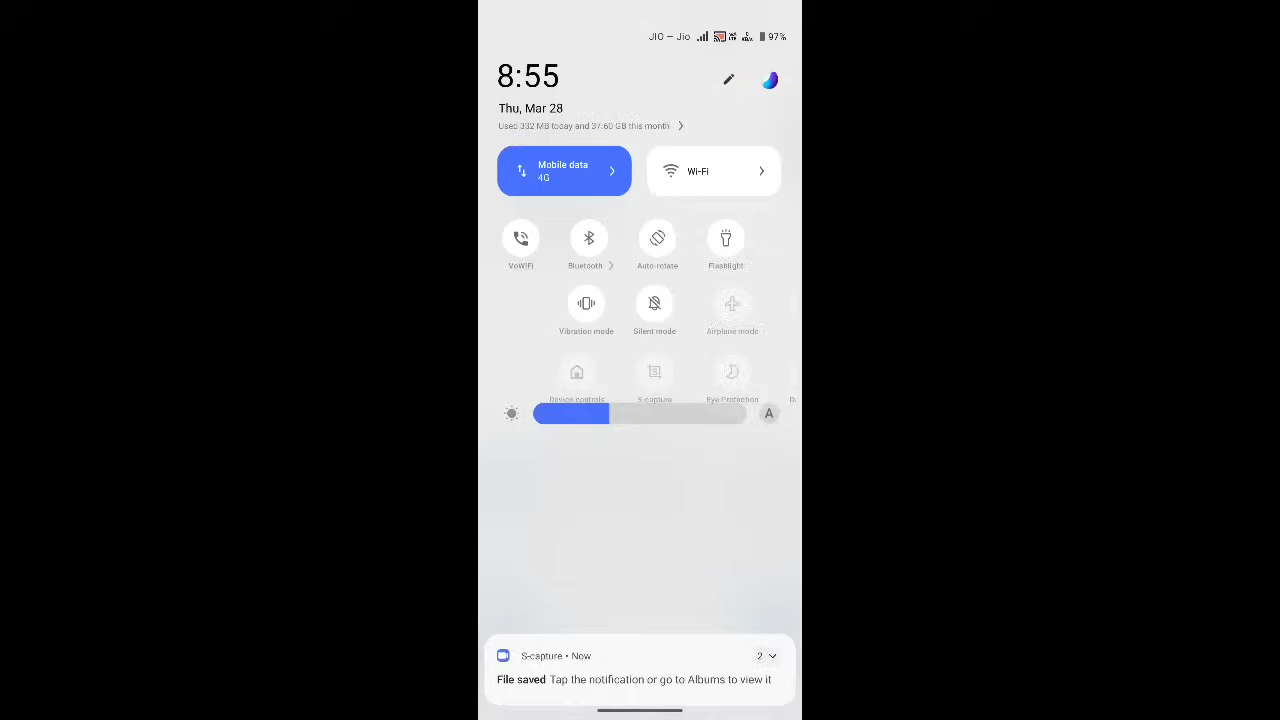 JIO — Jio 97%
8:55
Thu, Mar 28
Used 332 MB today and 37.60 GB this month
Mobile data
4G
Wi-Fi
VoWiFi Bluetooth Auto-rotate Flashlight
Vibration mode Silent mode Airplane mode
Device controls S-capture Eye Protection
A
S-capture • Now 2
File saved Tap the notification or go to Albums to view it